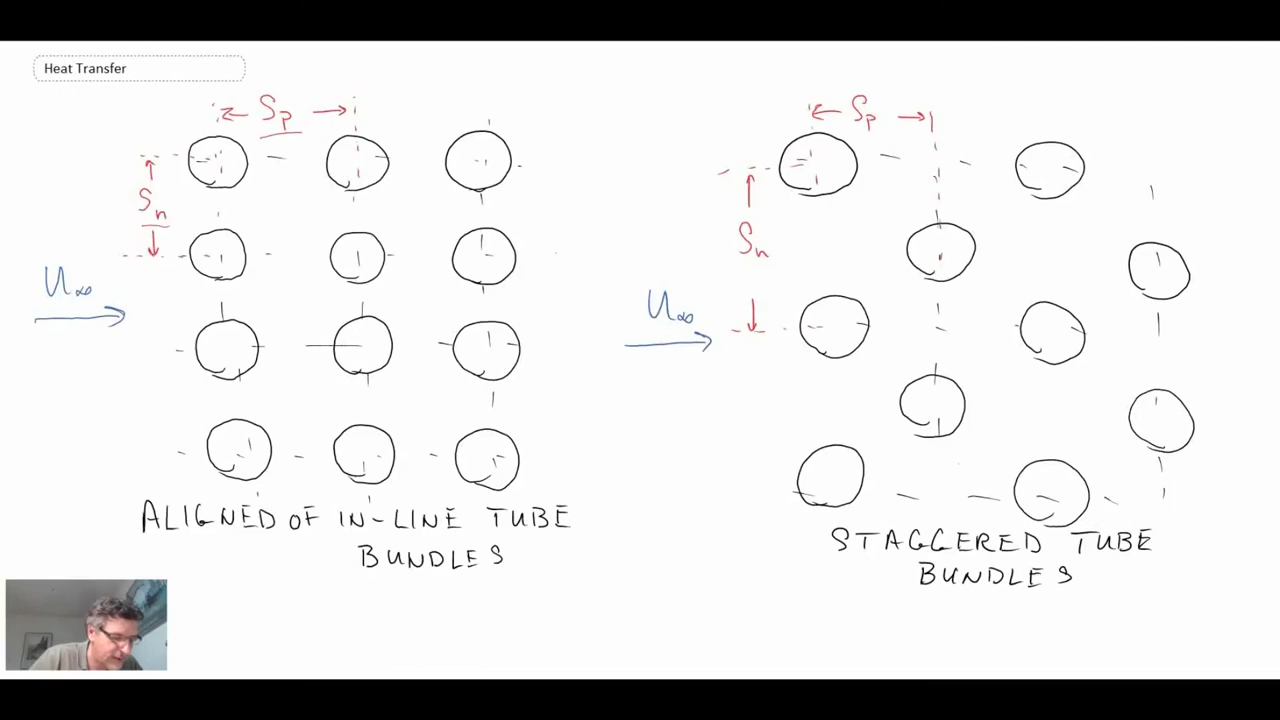 Heat Transfer
Sp
Sn
U∞
ALIGNED OF IN-LINE TUBE
BUNDLES
Sp
Sn
U∞
STAGGERED TUBE
BUNDLES